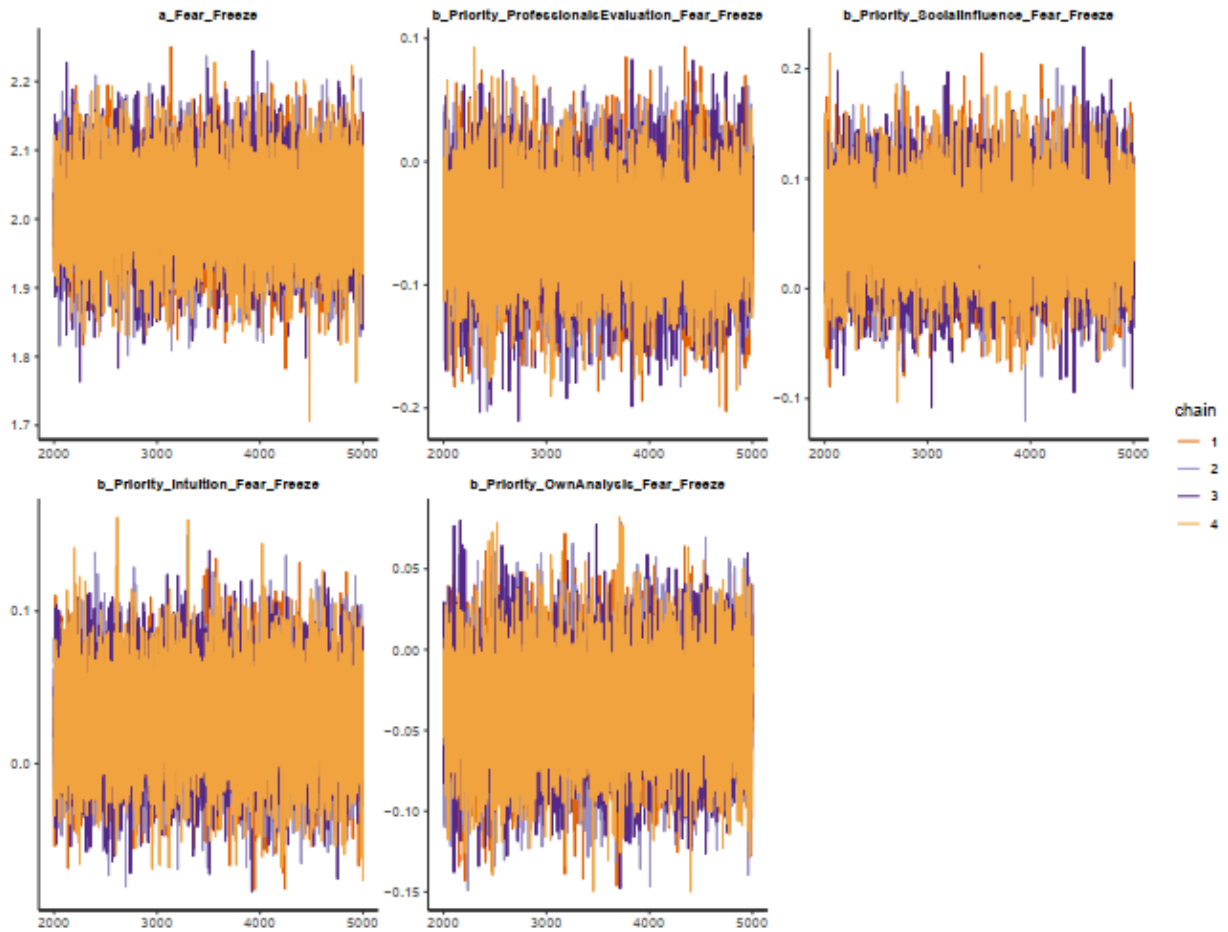 a_Fear_Freeze
b_Priority_ProfessionalsEvaluation_Fear_Freeze
b_Priority_SocialInfluence_Fear_Freeze
2.2
2.1
2.0
1.9
1.8
1.7
2000 3000 4000 5000
0.1
0.0
−0.1
−0.2
2000 3000 4000 5000
0.2
0.1
0.0
−0.1
2000 3000 4000 5000
b_Priority_Intuition_Fear_Freeze
b_Priority_OwnAnalysis_Fear_Freeze
0.1
0.0
2000 3000 4000 5000
0.05
0.00
−0.05
−0.10
−0.15
2000 3000 4000 5000
chain
1
2
3
4